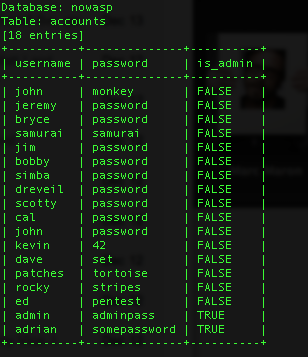 Database: nowasp
Table: accounts
[18 entries]
+----------+--------------+----------+
| username | password     | is_admin |
+----------+--------------+----------+
| john     | monkey       | FALSE    |
| jeremy   | password     | FALSE    |
| bryce    | password     | FALSE    |
| samurai  | samurai      | FALSE    |
| jim      | password     | FALSE    |
| bobby    | password     | FALSE    |
| simba    | password     | FALSE    |
| dreveil  | password     | FALSE    |
| scotty   | password     | FALSE    |
| cal      | password     | FALSE    |
| john     | password     | FALSE    |
| kevin    | 42           | FALSE    |
| dave     | set          | FALSE    |
| patches  | tortoise     | FALSE    |
| rocky    | stripes      | FALSE    |
| ed       | pentest      | FALSE    |
| admin    | adminpass    | TRUE     |
| adrian   | somepassword | TRUE     |
+----------+--------------+----------+